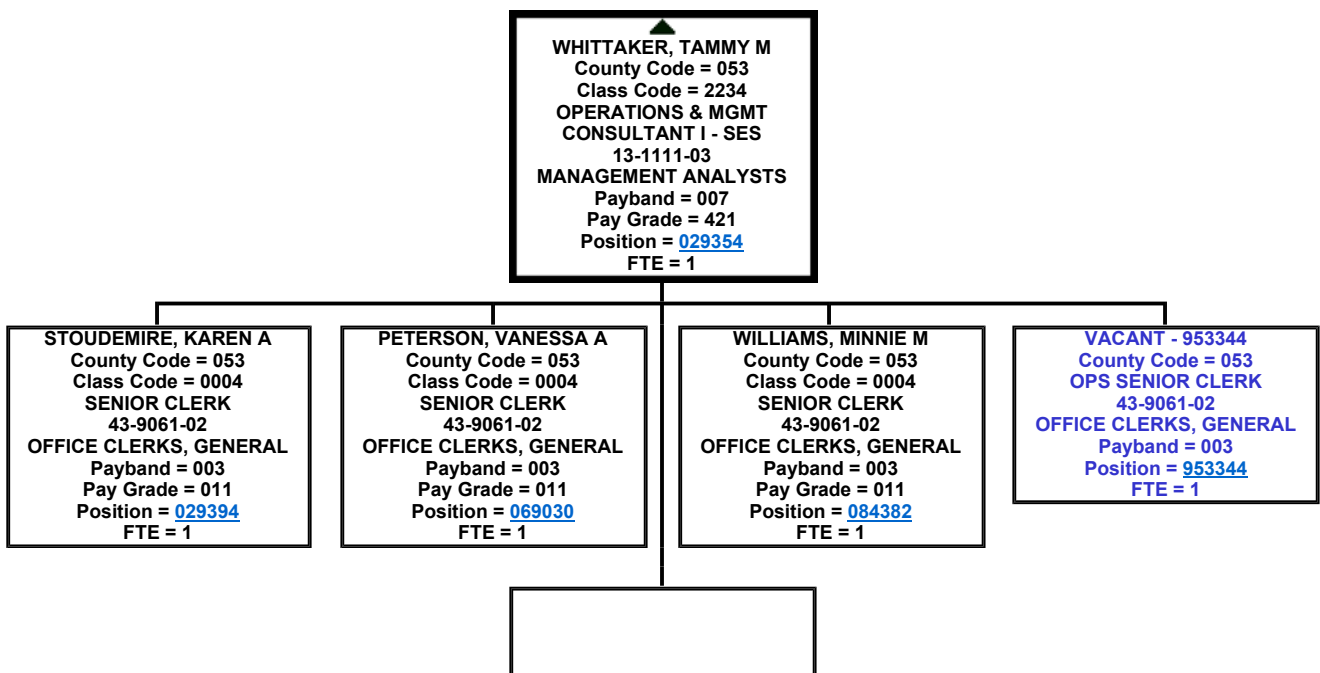 WHITTAKER, TAMMY M
County Code = 053
Class Code = 2234
OPERATIONS & MGMT
CONSULTANT I - SES
13-1111-03
MANAGEMENT ANALYSTS
Payband = 007
Pay Grade = 421
Position = 029354
FTE = 1
STOUDEMIRE, KAREN A
County Code = 053
Class Code = 0004
SENIOR CLERK
43-9061-02
OFFICE CLERKS, GENERAL
Payband = 003
Pay Grade = 011
Position = 029394
FTE = 1
PETERSON, VANESSA A
County Code = 053
Class Code = 0004
SENIOR CLERK
43-9061-02
OFFICE CLERKS, GENERAL
Payband = 003
Pay Grade = 011
Position = 069030
FTE = 1
WILLIAMS, MINNIE M
County Code = 053
Class Code = 0004
SENIOR CLERK
43-9061-02
OFFICE CLERKS, GENERAL
Payband = 003
Pay Grade = 011
Position = 084382
FTE = 1
VACANT - 953344
County Code = 053
OPS SENIOR CLERK
43-9061-02
OFFICE CLERKS, GENERAL
Payband = 003
Position = 953344
FTE = 1